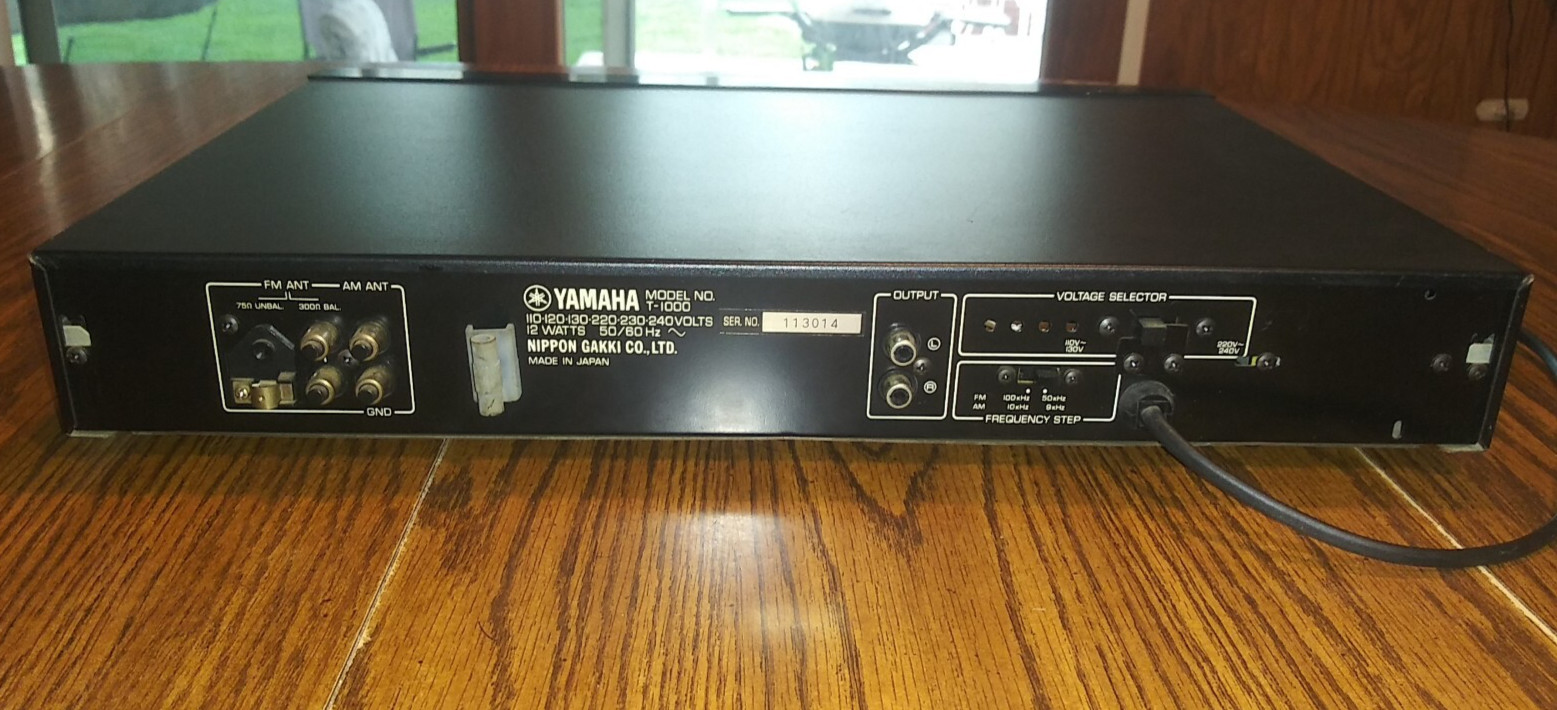 FM ANT
AM ANT
75Ω UNBAL.
300Ω BAL.
GND
YAMAHA MODEL NO. T-1000
110·120·130·220·230·240VOLTS
12 WATTS 50/60 Hz ~
NIPPON GAKKI CO., LTD.
MADE IN JAPAN
SER. NO. 113014
OUTPUT
L
R
VOLTAGE SELECTOR
110V~
130V
220V~
240V
FM 100KHz 50KHz
AM 10KHz 9KHz
FREQUENCY STEP